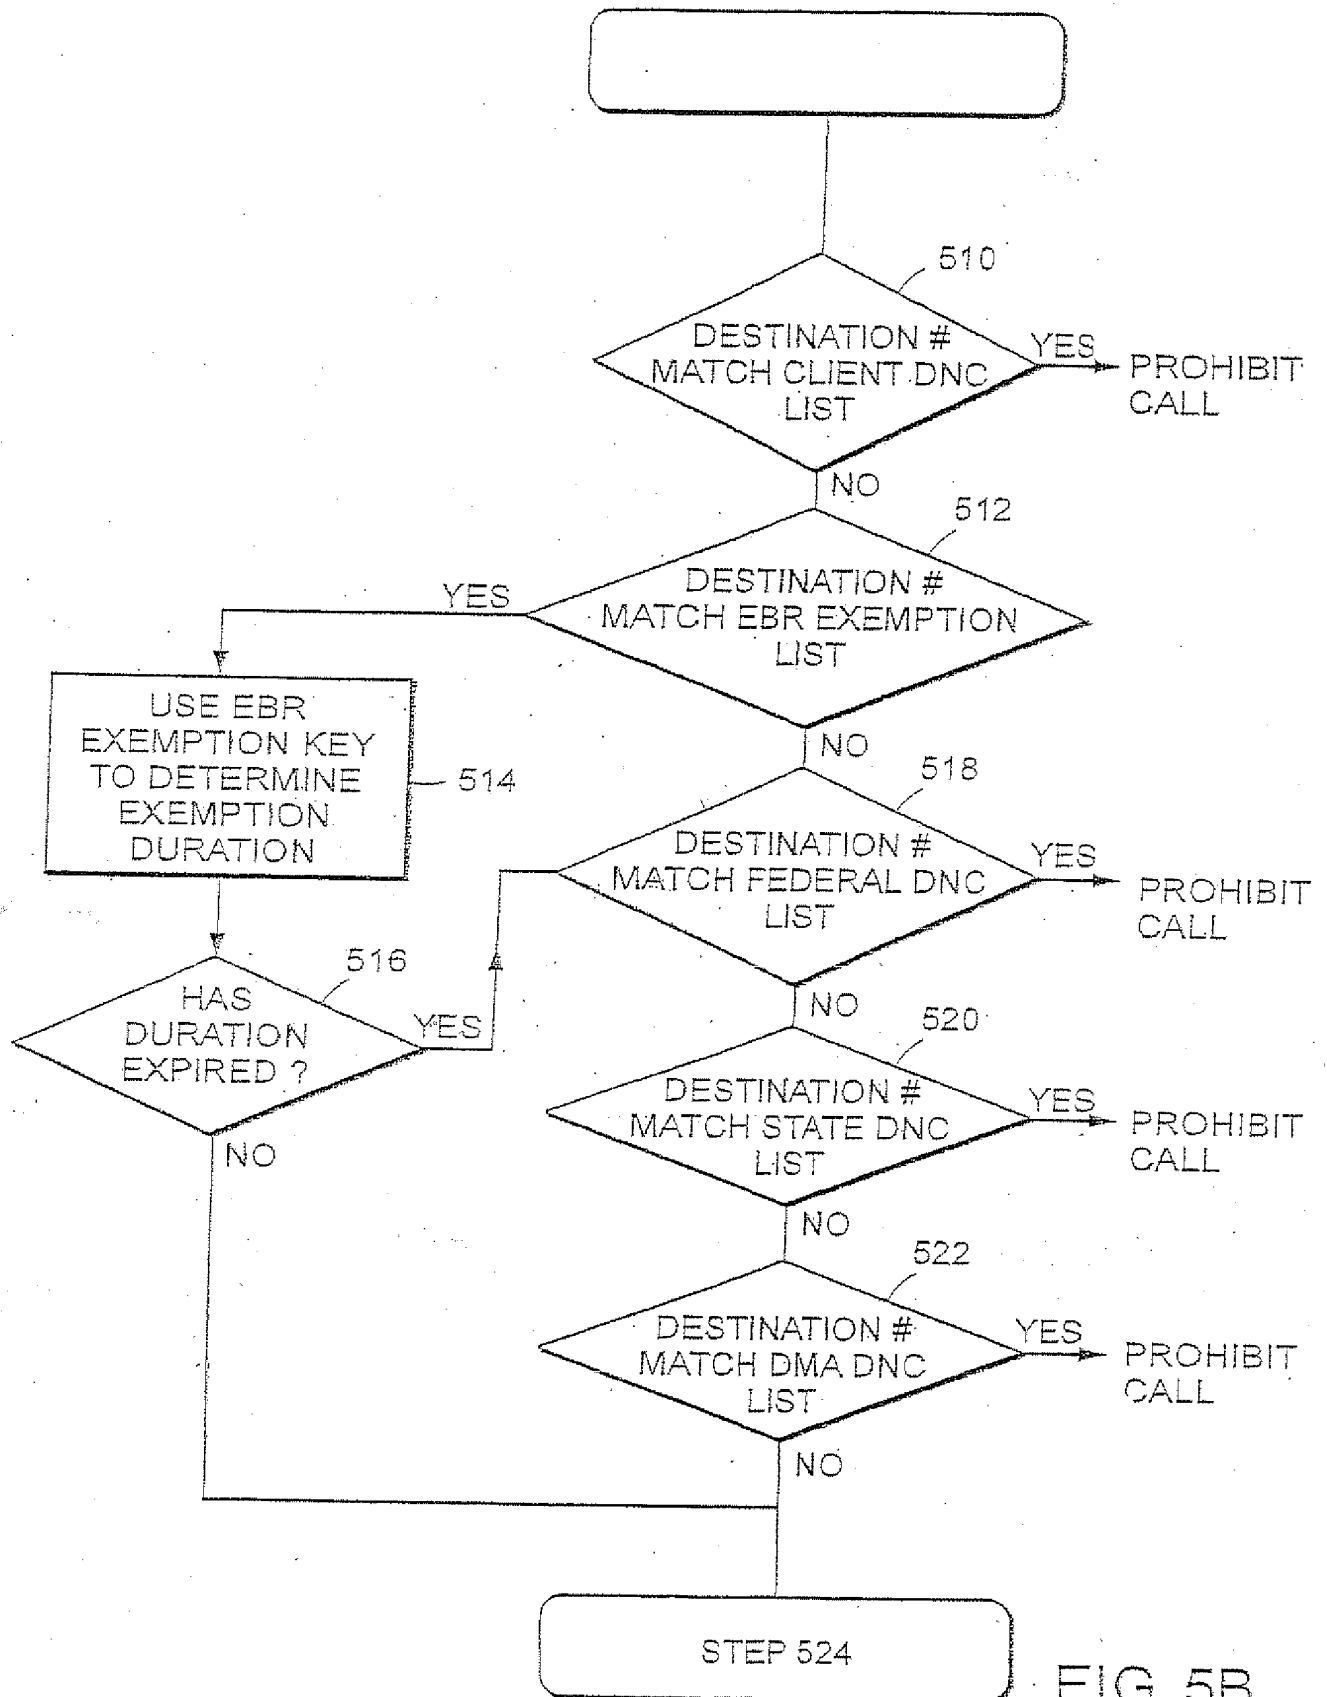 510
DESTINATION #
MATCH CLIENT DNC
LIST
YES
PROHIBIT
CALL
NO
512
DESTINATION #
MATCH EBR EXEMPTION
LIST
YES
NO
USE EBR
EXEMPTION KEY
TO DETERMINE
EXEMPTION
DURATION
514
518
DESTINATION #
MATCH FEDERAL DNC
LIST
YES
PROHIBIT
CALL
NO
516
HAS
DURATION
EXPIRED ?
YES
NO
520
DESTINATION #
MATCH STATE DNC
LIST
YES
PROHIBIT
CALL
NO
522
DESTINATION #
MATCH DMA DNC
LIST
YES
PROHIBIT
CALL
NO
STEP 524
FIG. 5B